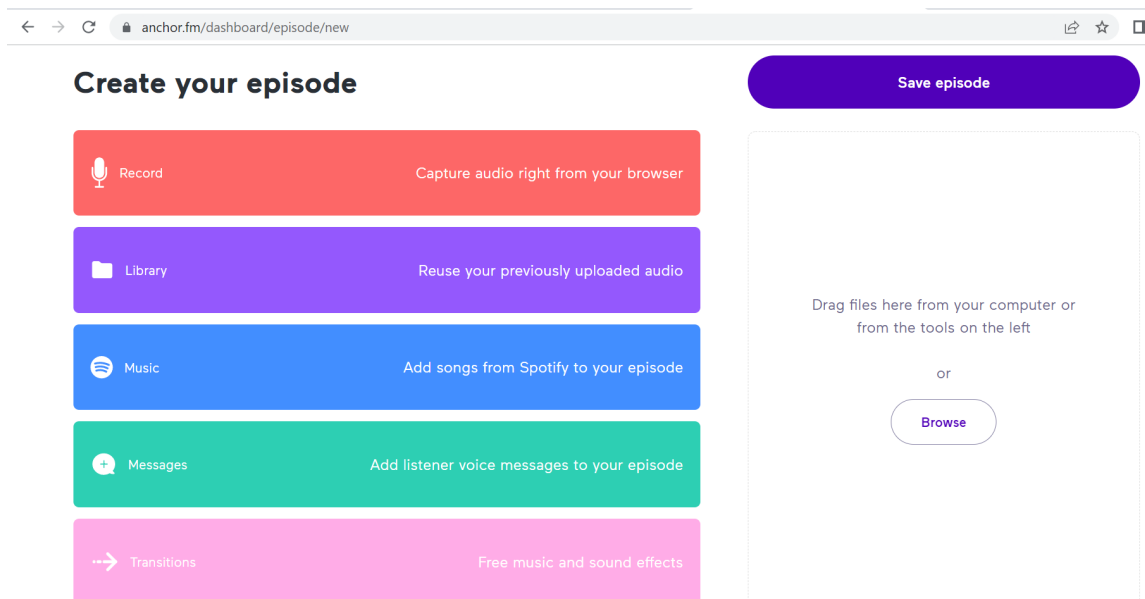 anchor.fm/dashboard/episode/new
Create your episode
Save episode
Record
Capture audio right from your browser
Library
Reuse your previously uploaded audio
Music
Add songs from Spotify to your episode
Messages
Add listener voice messages to your episode
Transitions
Free music and sound effects
Drag files here from your computer or
from the tools on the left
or
Browse